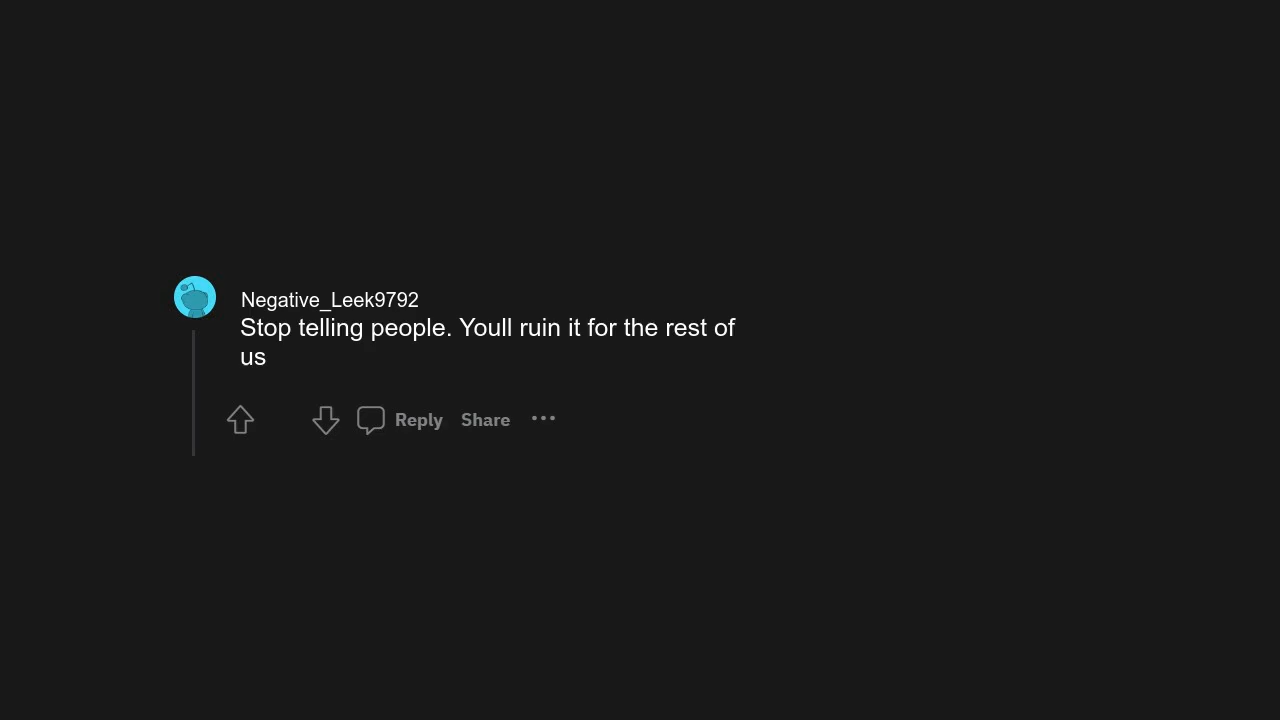 Negative_Leek9792
Stop telling people. Youll ruin it for the rest of
us
Reply Share